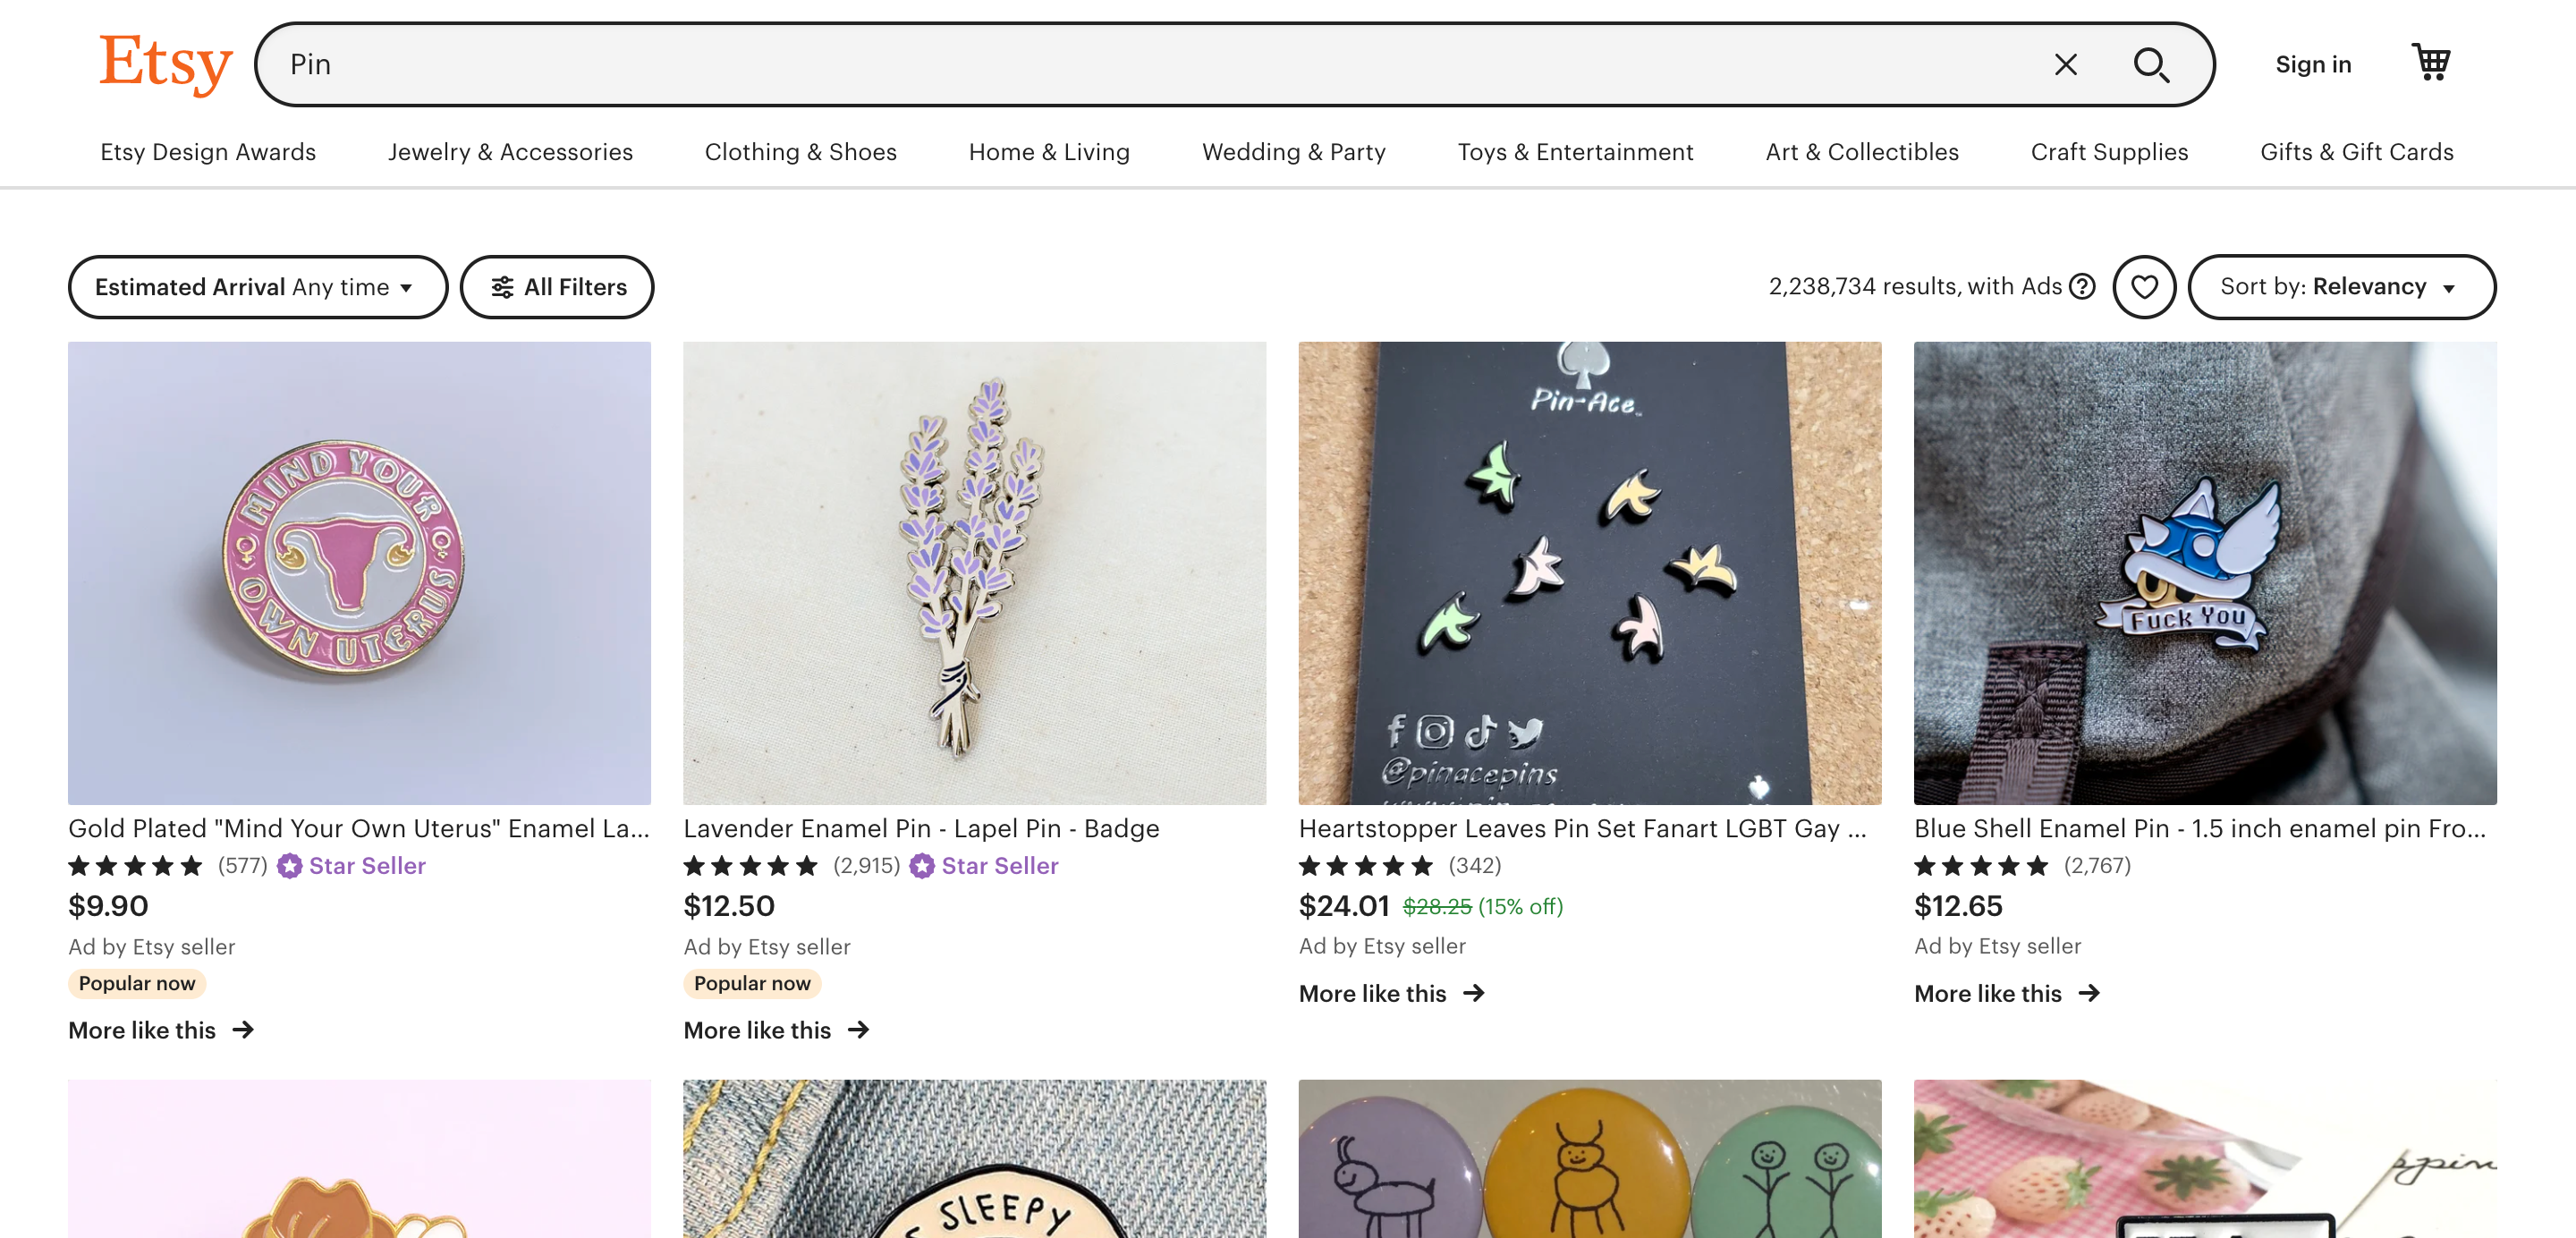 Etsy
Pin
Sign in
Etsy Design Awards
Jewelry & Accessories
Clothing & Shoes
Home & Living
Wedding & Party
Toys & Entertainment
Art & Collectibles
Craft Supplies
Gifts & Gift Cards
Estimated Arrival Any time
All Filters
2,238,734 results, with Ads ?
Sort by: Relevancy
MIND YOUR
OWN UTERUS
Gold Plated "Mind Your Own Uterus" Enamel La...
(577) Star Seller
$9.90
Ad by Etsy seller
Popular now
More like this
Lavender Enamel Pin - Lapel Pin - Badge
(2,915) Star Seller
$12.50
Ad by Etsy seller
Popular now
More like this
Pin-Ace
@pinacepins
Heartstopper Leaves Pin Set Fanart LGBT Gay ...
(342)
$24.01 $28.25 (15% off)
Ad by Etsy seller
More like this
Fuck You
Blue Shell Enamel Pin - 1.5 inch enamel pin Fro...
(2,767)
$12.65
Ad by Etsy seller
More like this
SLEEPY